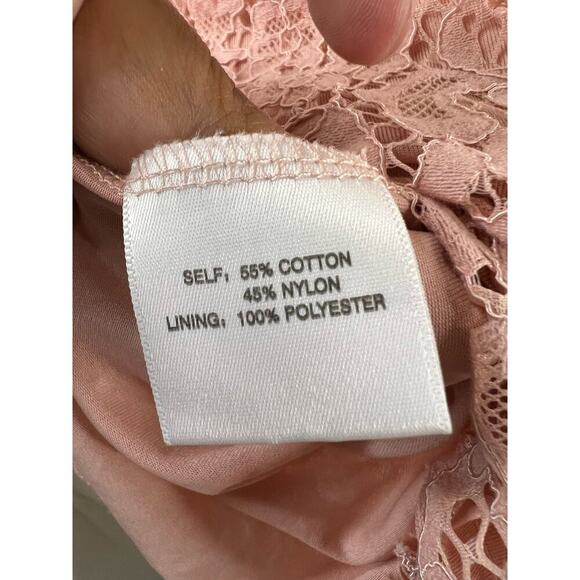 SELF: 55% COTTON
45% NYLON
LINING: 100% POLYESTER